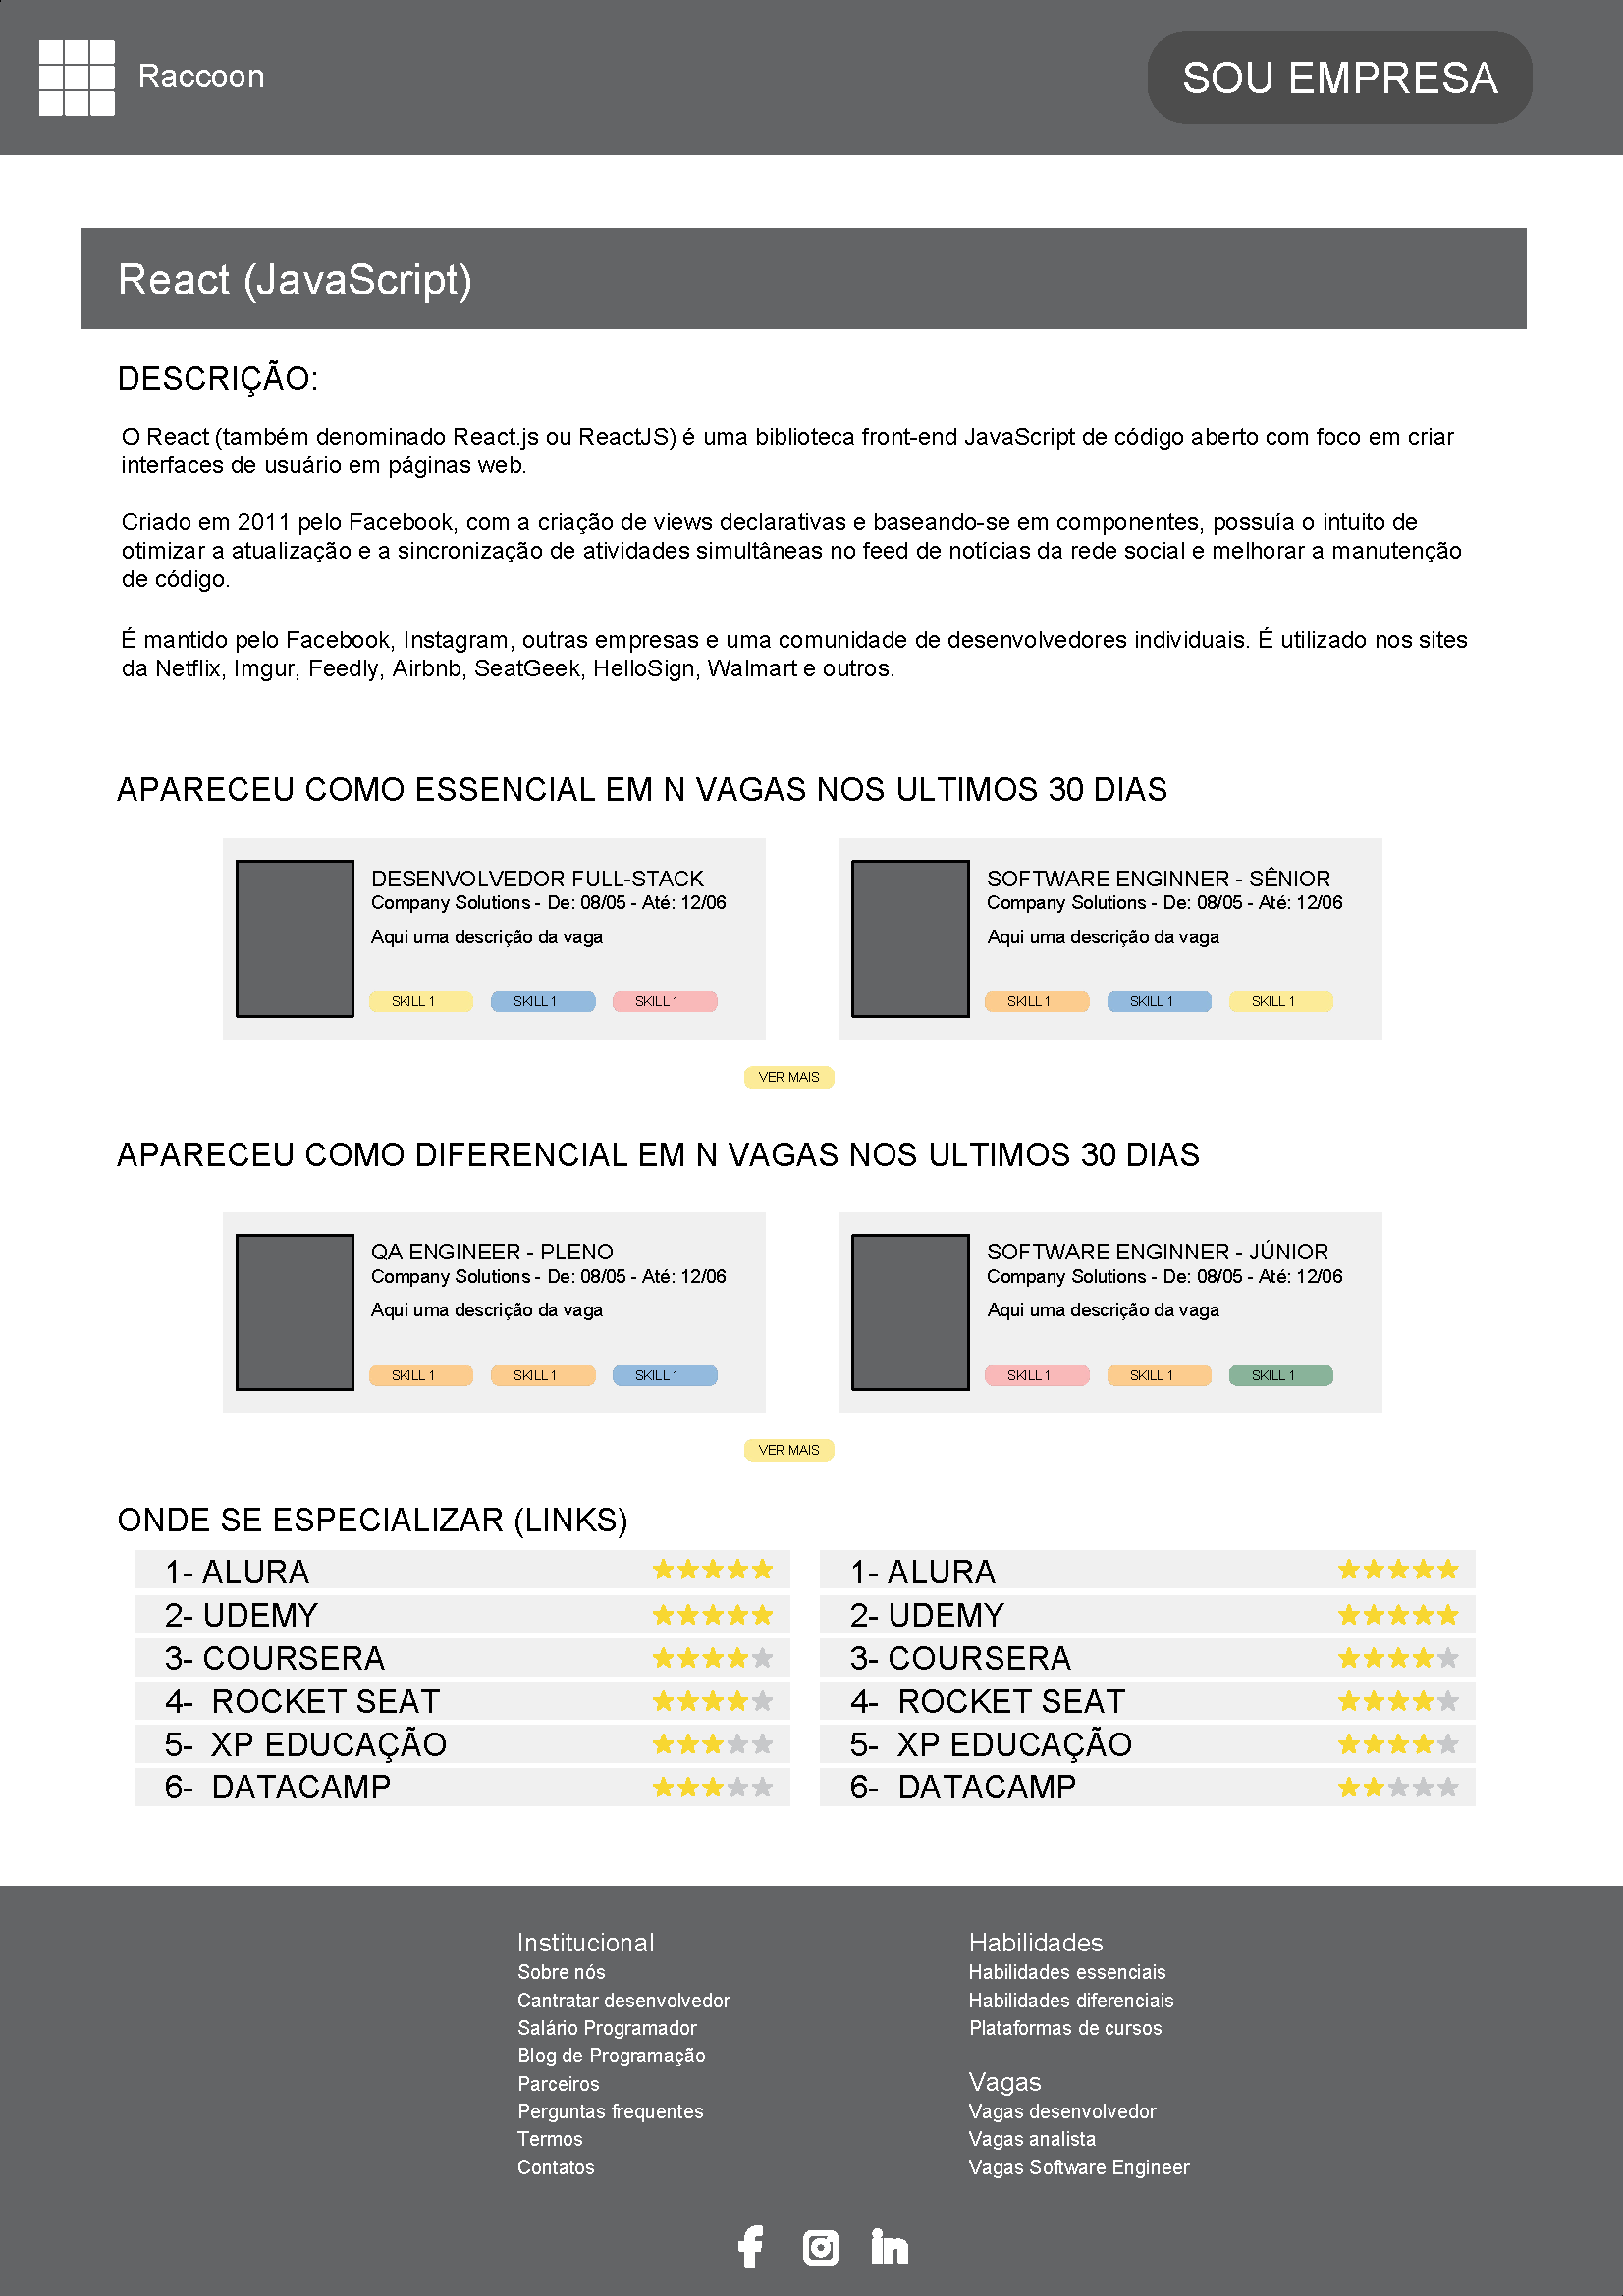 Raccoon
SOU EMPRESA
React (JavaScript)
DESCRIÇÃO:
O React (também denominado React.js ou ReactJS) é uma biblioteca front-end JavaScript de código aberto com foco em criar
interfaces de usuário em páginas web.
Criado em 2011 pelo Facebook, com a criação de views declarativas e baseando-se em componentes, possuía o intuito de
otimizar a atualização e a sincronização de atividades simultâneas no feed de notícias da rede social e melhorar a manutenção
de código.
É mantido pelo Facebook, Instagram, outras empresas e uma comunidade de desenvolvedores individuais. É utilizado nos sites
da Netflix, Imgur, Feedly, Airbnb, SeatGeek, HelloSign, Walmart e outros.
APARECEU COMO ESSENCIAL EM N VAGAS NOS ULTIMOS 30 DIAS
DESENVOLVEDOR FULL-STACK
Company Solutions - De: 08/05 - Até: 12/06
Aqui uma descrição da vaga
SKILL 1 SKILL 1 SKILL 1
SOFTWARE ENGINNER - SÊNIOR
Company Solutions - De: 08/05 - Até: 12/06
Aqui uma descrição da vaga
SKILL 1 SKILL 1 SKILL 1
VER MAIS
APARECEU COMO DIFERENCIAL EM N VAGAS NOS ULTIMOS 30 DIAS
QA ENGINEER - PLENO
Company Solutions - De: 08/05 - Até: 12/06
Aqui uma descrição da vaga
SKILL 1 SKILL 1 SKILL 1
SOFTWARE ENGINNER - JÚNIOR
Company Solutions - De: 08/05 - Até: 12/06
Aqui uma descrição da vaga
SKILL 1 SKILL 1 SKILL 1
VER MAIS
ONDE SE ESPECIALIZAR (LINKS)
1- ALURA
2- UDEMY
3- COURSERA
4- ROCKET SEAT
5- XP EDUCAÇÃO
6- DATACAMP
1- ALURA
2- UDEMY
3- COURSERA
4- ROCKET SEAT
5- XP EDUCAÇÃO
6- DATACAMP
Institucional
Sobre nós
Cantratar desenvolvedor
Salário Programador
Blog de Programação
Parceiros
Perguntas frequentes
Termos
Contatos
Habilidades
Habilidades essenciais
Habilidades diferenciais
Plataformas de cursos
Vagas
Vagas desenvolvedor
Vagas analista
Vagas Software Engineer